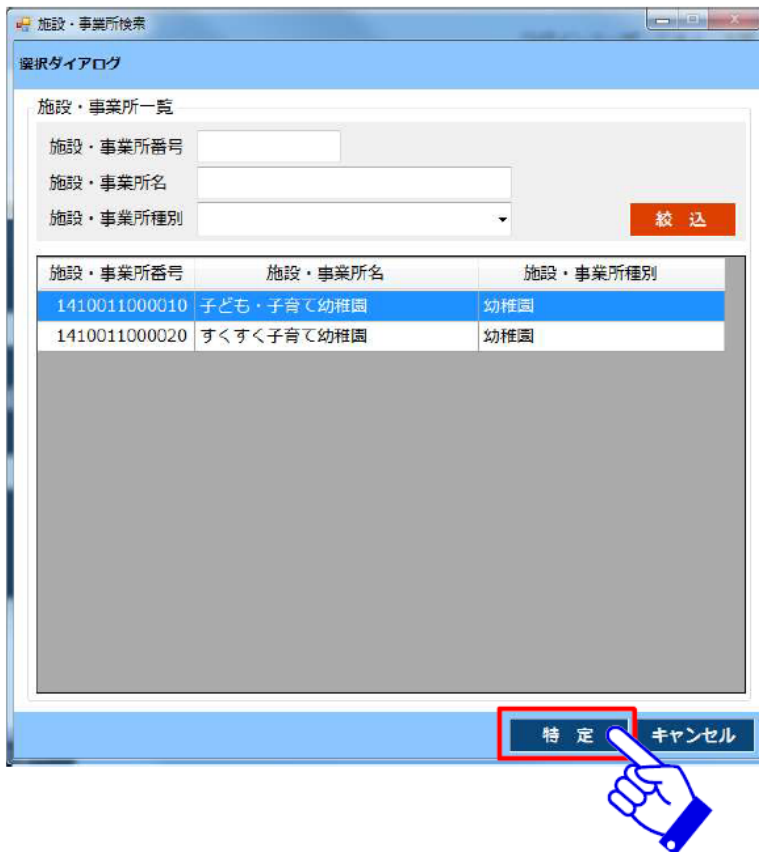 施設・事業所検索
選択ダイアログ
施設・事業所一覧
施設・事業所番号
施設・事業所名
施設・事業所種別
絞 込
施設・事業所番号 施設・事業所名 施設・事業所種別
1410011000010 子ども・子育て幼稚園 幼稚園
1410011000020 すくすく子育て幼稚園 幼稚園
特 定 キャンセル